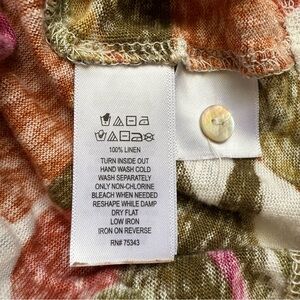 100% LINEN
TURN INSIDE OUT
HAND WASH COLD
WASH SEPARATELY
ONLY NON-CHLORINE
BLEACH WHEN NEEDED
RESHAPE WHILE DAMP
DRY FLAT
LOW IRON
IRON ON REVERSE
RN# 75343